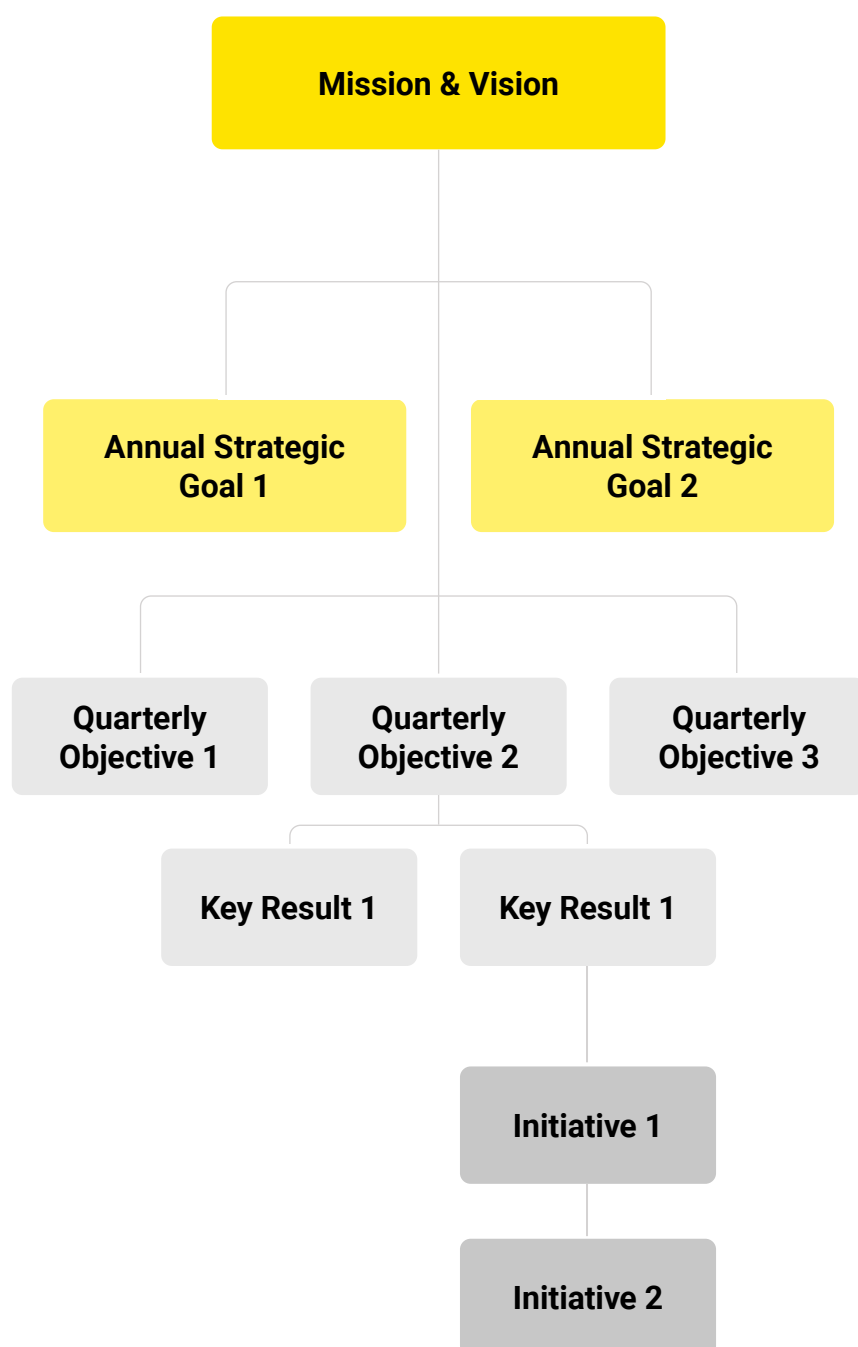 Mission & Vision
Annual Strategic
Goal 1
Annual Strategic
Goal 2
Quarterly
Objective 1
Quarterly
Objective 2
Quarterly
Objective 3
Key Result 1
Key Result 1
Initiative 1
Initiative 2